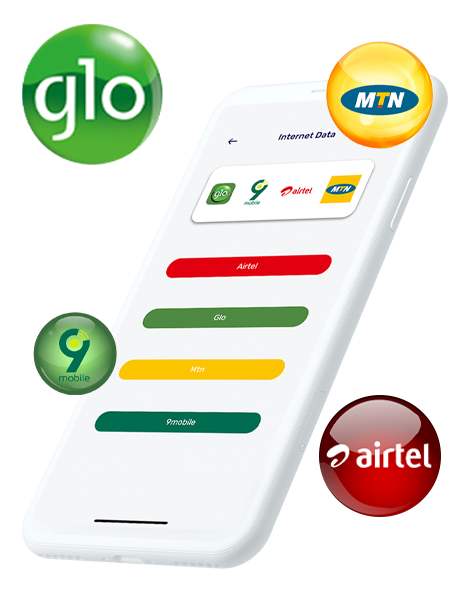 glo
MTN
Internet Data
glo
9
mobile
airtel
MTN
Airtel
Glo
Mtn
9mobile
9
mobile
airtel